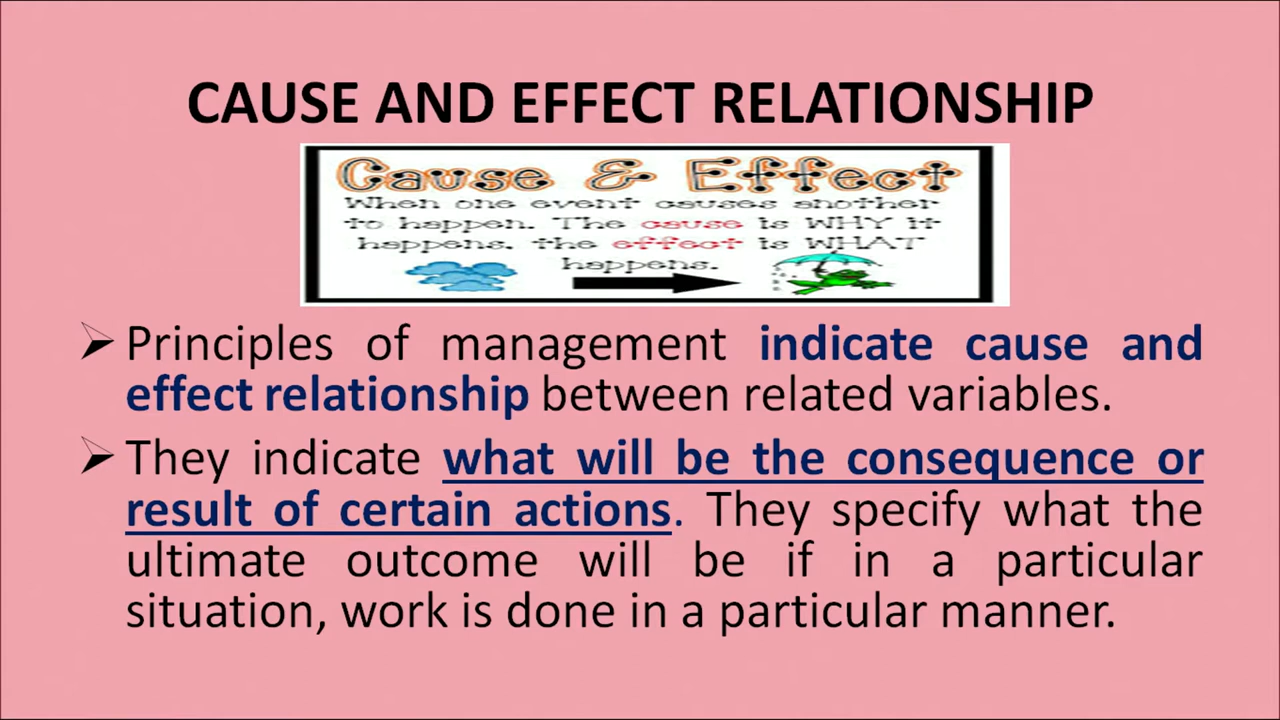 CAUSE AND EFFECT RELATIONSHIP
Cause & Effect
When one event causes another
to happen. The cause is WHY it
happens. the effect is WHAT
happens.
➢ Principles of management indicate cause and
effect relationship between related variables.
➢ They indicate what will be the consequence or
result of certain actions. They specify what the
ultimate outcome will be if in a particular
situation, work is done in a particular manner.